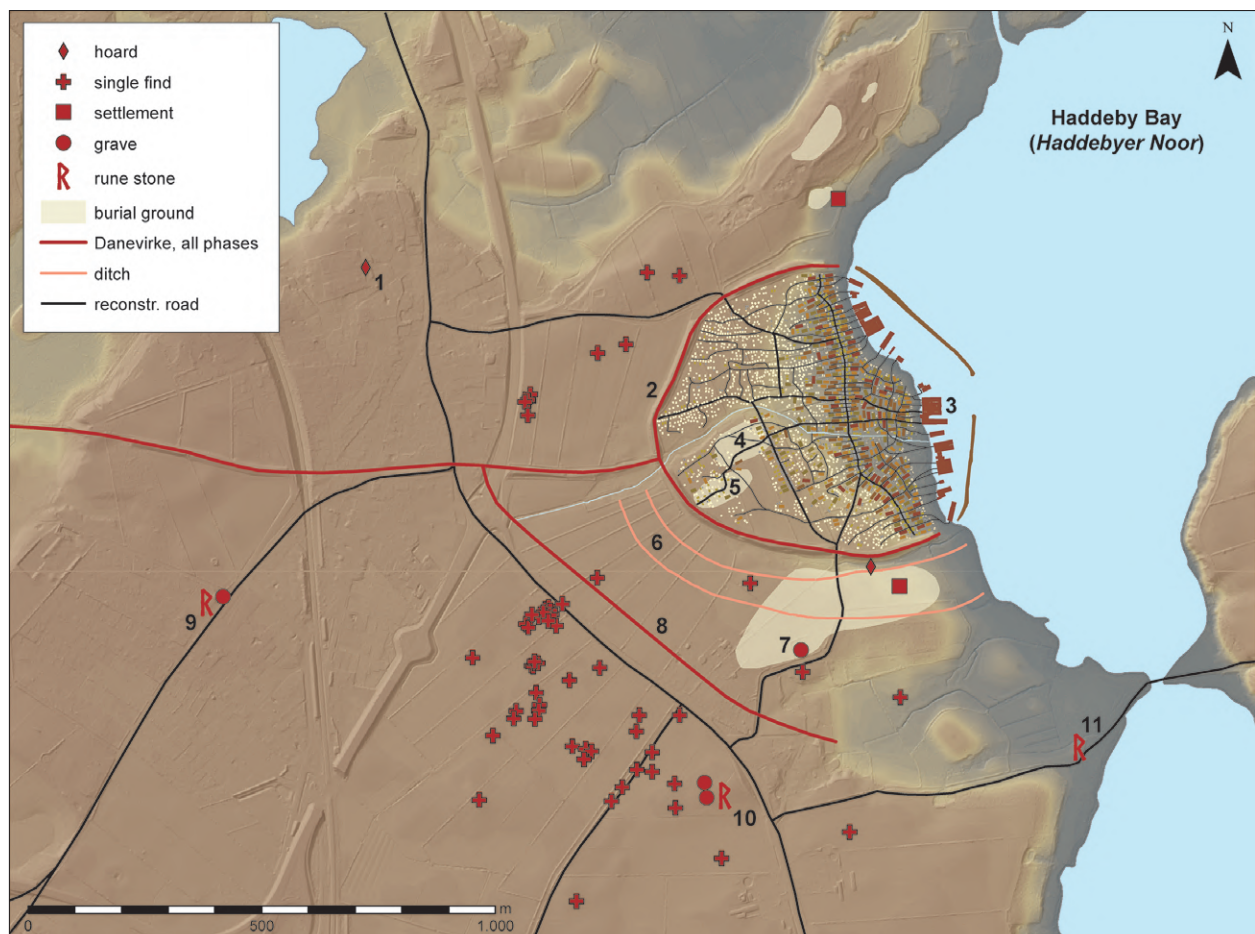 hoard
single find
settlement
grave
rune stone
burial ground
Danevirke, all phases
ditch
reconstr. road
N
Haddeby Bay
(Haddebyer Noor)
1
2
3
4
5
6
7
8
9
10
11
m
0
500
1.000